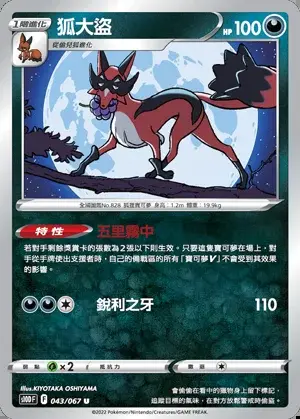 1階進化
狐大盜
HP 100
從偷兒狐進化
全國圖鑑No.828 狐狸寶可夢 身高：1.2m 體重：19.9kg
特性 五里霧中
若對手剩餘獎賞卡的張數為2張以下則生效。只要這隻寶可夢在場上，對
手從手牌使出支援者時，自己的備戰區的所有「寶可夢V」不會受到其效果
的影響。
銳利之牙 110
弱點 ×2 抵抗力 撤退
illus.KIYOTAKA OSHIYAMA
S10D F F 043/067 U
會偷偷在看中的獵物身上留下標記。
追蹤目標的氣味，在對方放鬆警戒時偷盜。
©2022 Pokémon/Nintendo/Creatures/GAME FREAK.